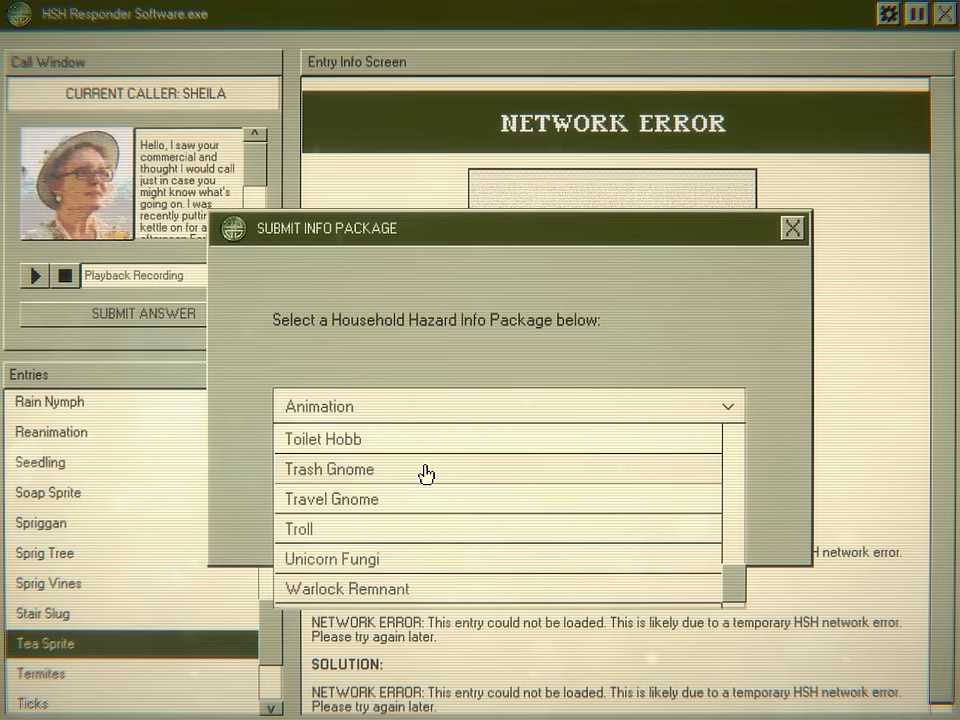 HSH Responder Software.exe
Call Window
CURRENT CALLER: SHEILA
Hello, I saw your
commercial and
thought I would call
just in case you
might know what's
going on. I was
recently putting
kettle on for a
Playback Recording
SUBMIT ANSWER
Entries
Rain Nymph
Reanimation
Seedling
Soap Sprite
Spriggan
Sprig Tree
Sprig Vines
Stair Slug
Tea Sprite
Termites
Ticks
Entry Info Screen
NETWORK ERROR
SUBMIT INFO PACKAGE
Select a Household Hazard Info Package below:
Animation
Toilet Hobb
Trash Gnome
Travel Gnome
Troll
Unicorn Fungi
Warlock Remnant
H network error.
NETWORK ERROR: This entry could not be loaded. This is likely due to a temporary HSH network error.
Please try again later.
SOLUTION:
NETWORK ERROR: This entry could not be loaded. This is likely due to a temporary HSH network error.
Please try again later.